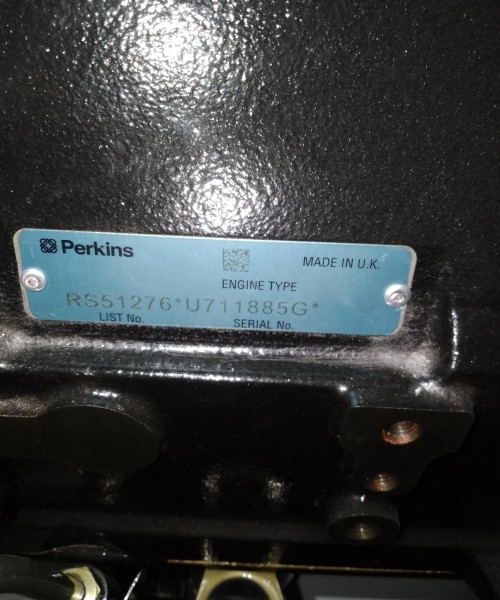 Perkins
MADE IN U.K.
ENGINE TYPE
RS51276*U711885G*
LIST No.
SERIAL No.